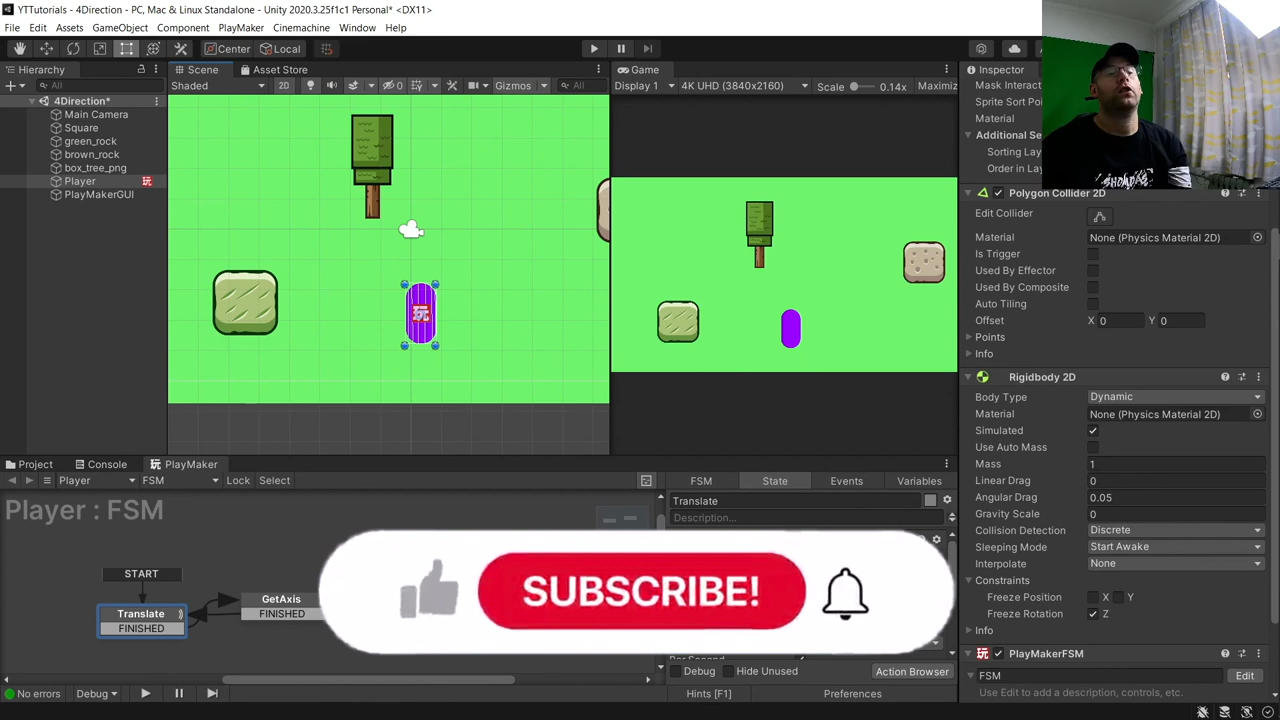 YTTutorials - 4Direction - PC, Mac & Linux Standalone - Unity 2020.3.25f1c1 Personal* <DX11>
File Edit Assets GameObject Component PlayMaker Cinemachine Window Help
Center Local
Hierarchy
All
4Direction*
Main Camera
Square
green_rock
brown_rock
box_tree_png
Player
PlayMakerGUI
Scene Asset Store
Shaded 2D 0 Gizmos All
玩
Game
Display 1 4K UHD (3840x2160) Scale 0.14x Maximiz
Inspector
Mask Interact
Sprite Sort Po
Material
Additional Se
Sorting Lay
Order in Lay
Polygon Collider 2D
Edit Collider
Material None (Physics Material 2D)
Is Trigger
Used By Effector
Used By Composite
Auto Tiling
Offset X 0 Y 0
Points
Info
Rigidbody 2D
Body Type Dynamic
Material None (Physics Material 2D)
Simulated
Use Auto Mass
Mass 1
Linear Drag 0
Angular Drag 0.05
Gravity Scale 0
Collision Detection Discrete
Sleeping Mode Start Awake
Interpolate None
Constraints
Freeze Position X Y
Freeze Rotation Z
Info
玩 PlayMakerFSM
FSM Edit
Use Edit to add a description, controls, etc.
Project Console PlayMaker
Player FSM Lock Select
Player : FSM
START
Translate
FINISHED
GetAxis
FINISHED
FSM State Events Variables
Translate
Description...
SUBSCRIBE!
Debug Hide Unused Action Browser
No errors Debug
Hints [F1] Preferences